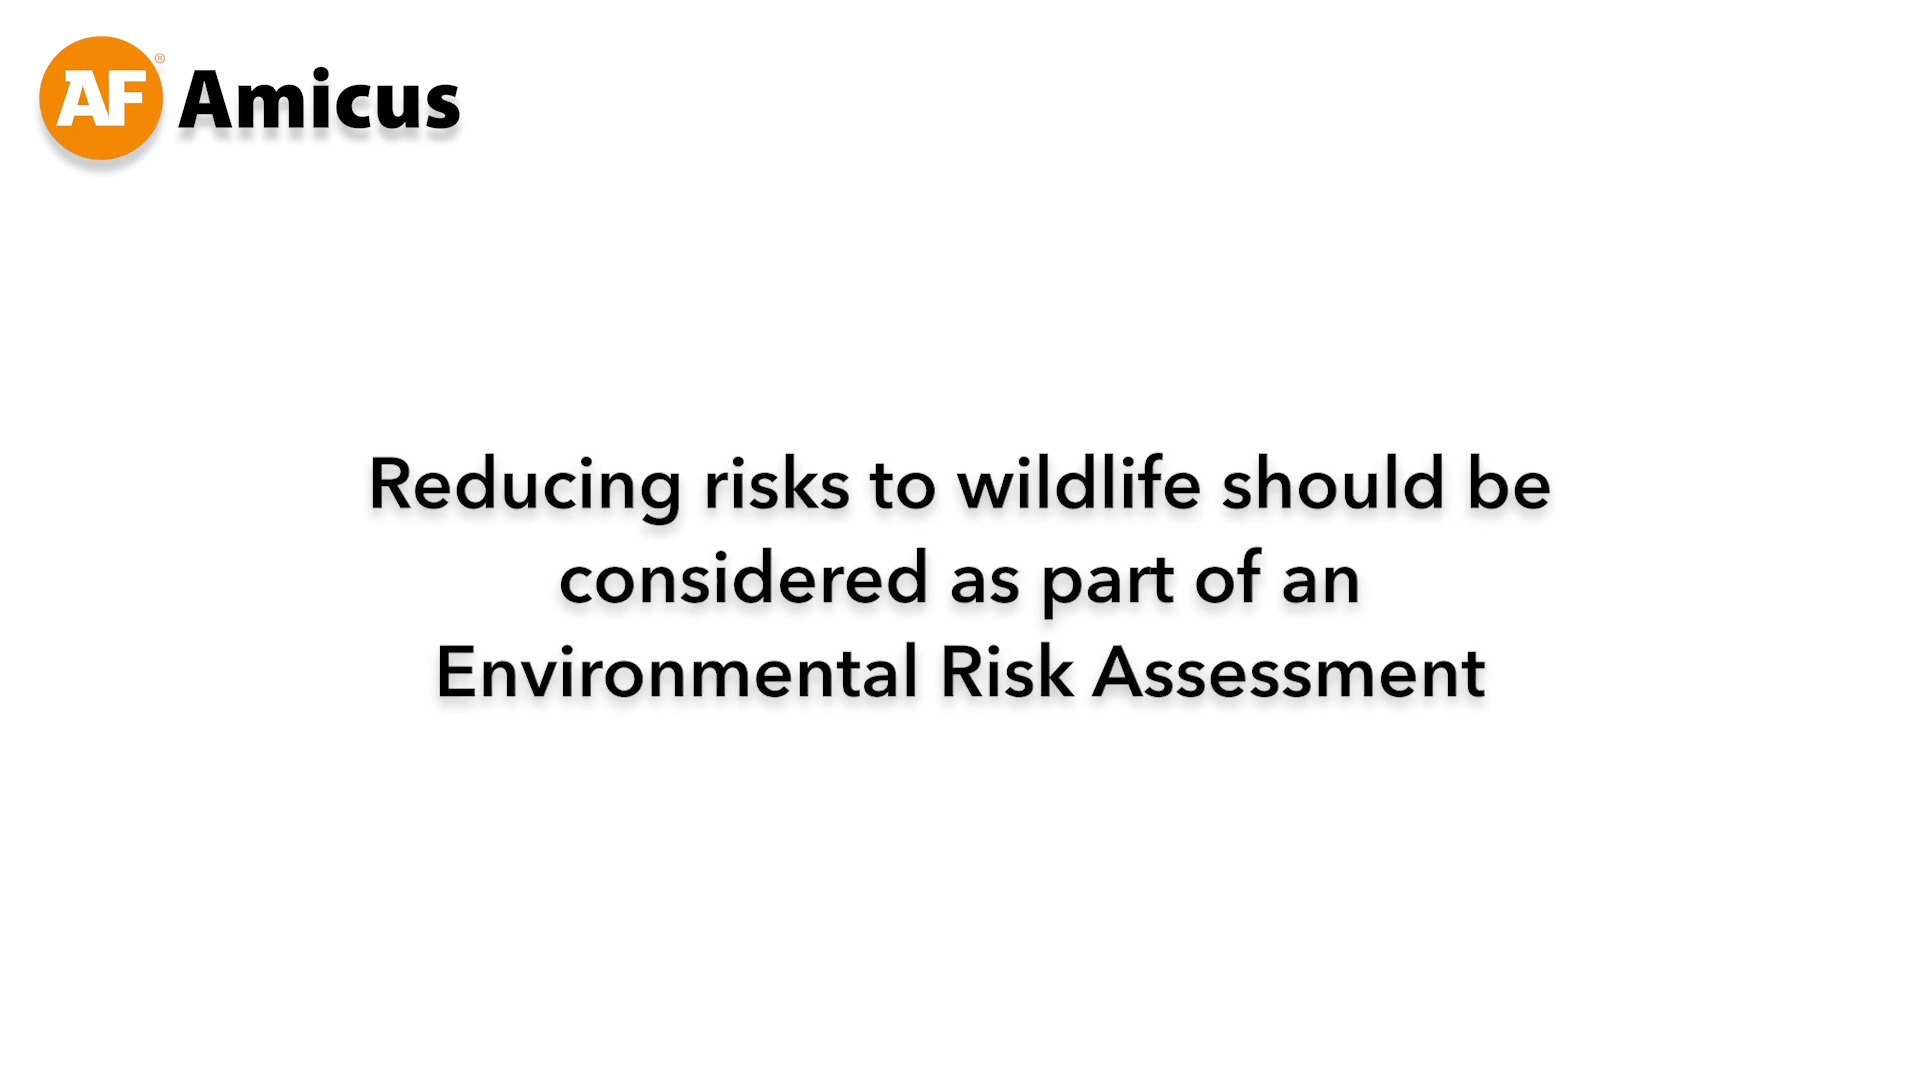 AF® Amicus
Reducing risks to wildlife should be
considered as part of an
Environmental Risk Assessment